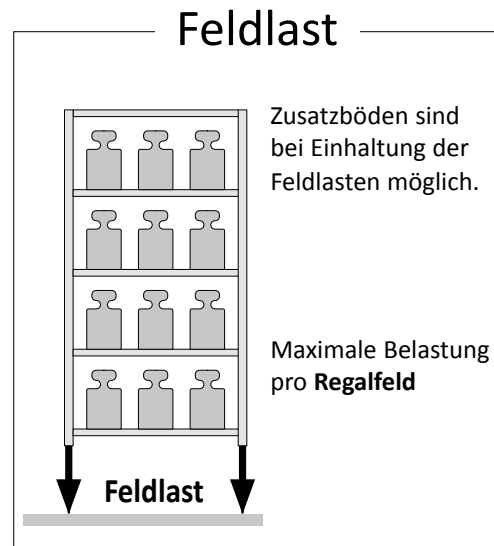 Feldlast
Zusatzböden sind
bei Einhaltung der
Feldlasten möglich.
Maximale Belastung
pro Regalfeld
Feldlast